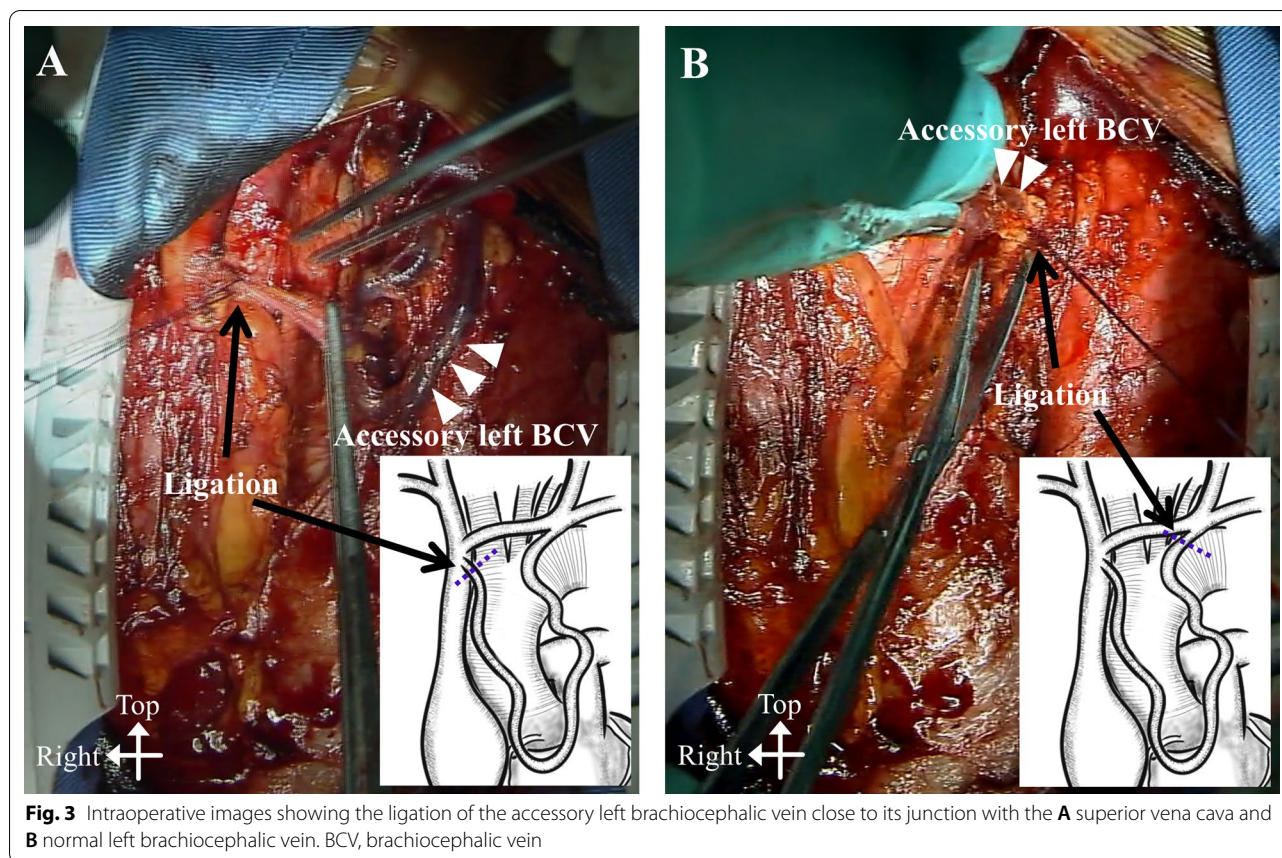 A
Accessory left BCV
Ligation
Top
Right
B
Accessory left BCV
Ligation
Top
Right
Fig. 3 Intraoperative images showing the ligation of the accessory left brachiocephalic vein close to its junction with the A superior vena cava and
B normal left brachiocephalic vein. BCV, brachiocephalic vein